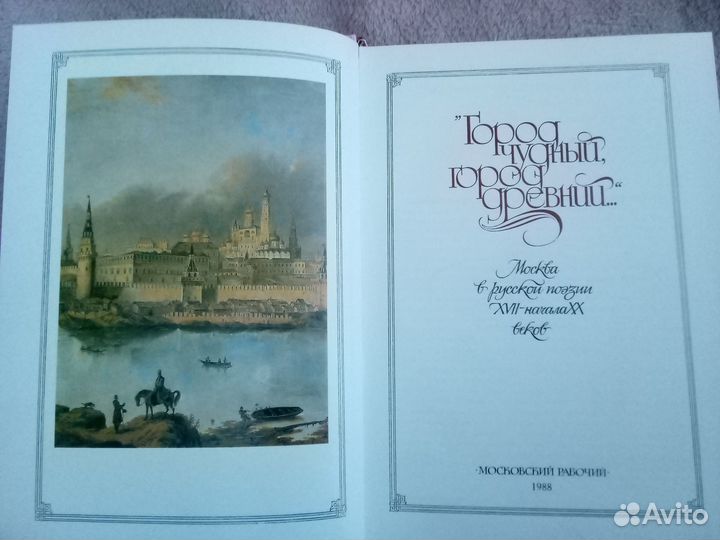 "Город
чудный,
город
древний..."
Москва
в русской поэзии
XVII-начала XX
веков
·МОСКОВСКИЙ РАБОЧИЙ·
1988
Avito